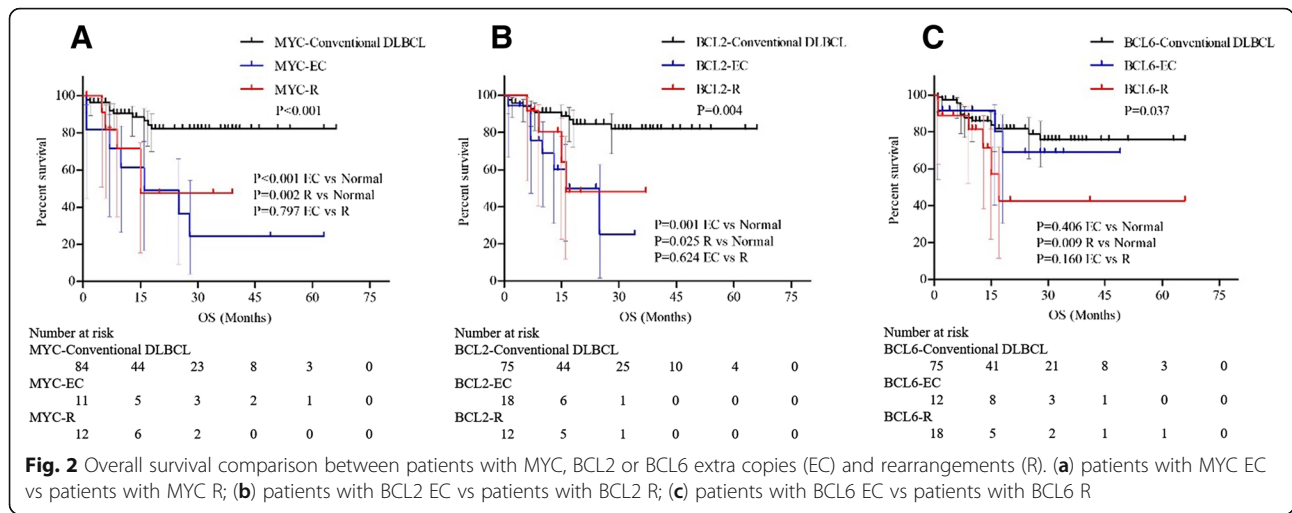 A
MYC-Conventional DLBCL
MYC-EC
MYC-R
P<0.001
100
80
60
40
20
0
Percent survival
P<0.001 EC vs Normal
P=0.002 R vs Normal
P=0.797 EC vs R
0 15 30 45 60 75
OS (Months)
Number at risk
MYC-Conventional DLBCL
84 44 23 8 3 0
MYC-EC
11 5 3 2 1 0
MYC-R
12 6 2 0 0 0
B
BCL2-Conventional DLBCL
BCL2-EC
BCL2-R
P=0.004
100
80
60
40
20
0
Percent survival
P=0.001 EC vs Normal
P=0.025 R vs Normal
P=0.624 EC vs R
0 15 30 45 60 75
OS (Months)
Number at risk
BCL2-Conventional DLBCL
75 44 25 10 4 0
BCL2-EC
18 6 1 0 0 0
BCL2-R
12 5 1 0 0 0
C
BCL6-Conventional DLBCL
BCL6-EC
BCL6-R
P=0.037
100
80
60
40
20
0
Percent survival
P=0.406 EC vs Normal
P=0.009 R vs Normal
P=0.160 EC vs R
0 15 30 45 60 75
OS (Months)
Number at risk
BCL6-Conventional DLBCL
75 41 21 8 3 0
BCL6-EC
12 8 3 1 0 0
BCL6-R
18 5 2 1 1 0
Fig. 2 Overall survival comparison between patients with MYC, BCL2 or BCL6 extra copies (EC) and rearrangements (R). (a) patients with MYC EC
vs patients with MYC R; (b) patients with BCL2 EC vs patients with BCL2 R; (c) patients with BCL6 EC vs patients with BCL6 R